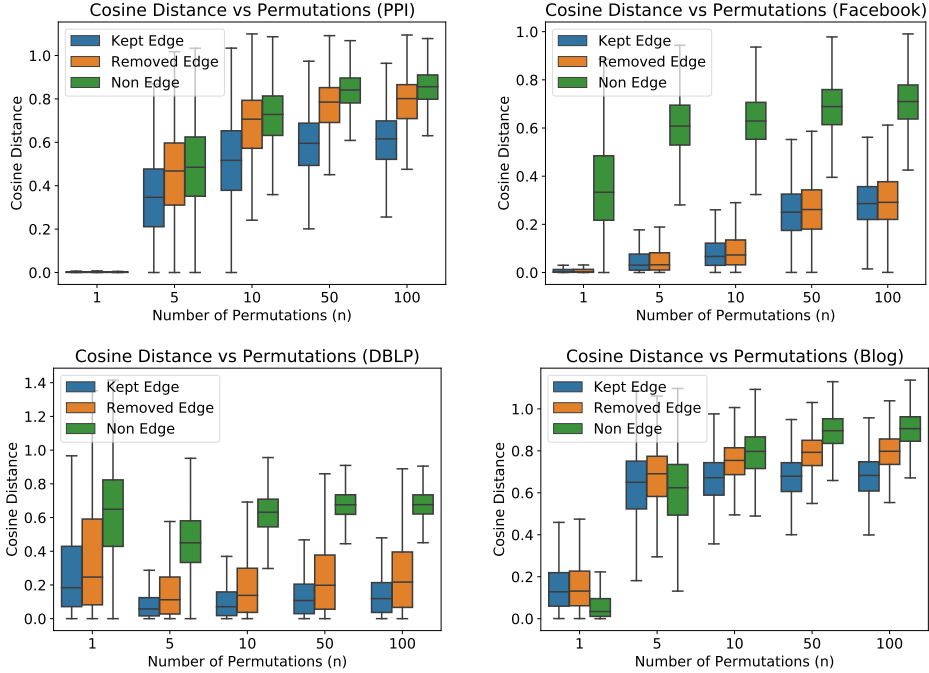 Cosine Distance vs Permutations (PPI)
Kept Edge
Removed Edge
Non Edge
1.0
0.8
0.6
0.4
0.2
0.0
Cosine Distance
1 5 10 50 100
Number of Permutations (n)
Cosine Distance vs Permutations (Facebook)
Kept Edge
Removed Edge
Non Edge
1.0
0.8
0.6
0.4
0.2
0.0
Cosine Distance
1 5 10 50 100
Number of Permutations (n)
Cosine Distance vs Permutations (DBLP)
Kept Edge
Removed Edge
Non Edge
1.4
1.2
1.0
0.8
0.6
0.4
0.2
0.0
Cosine Distance
1 5 10 50 100
Number of Permutations (n)
Cosine Distance vs Permutations (Blog)
Kept Edge
Removed Edge
Non Edge
1.0
0.8
0.6
0.4
0.2
0.0
Cosine Distance
1 5 10 50 100
Number of Permutations (n)